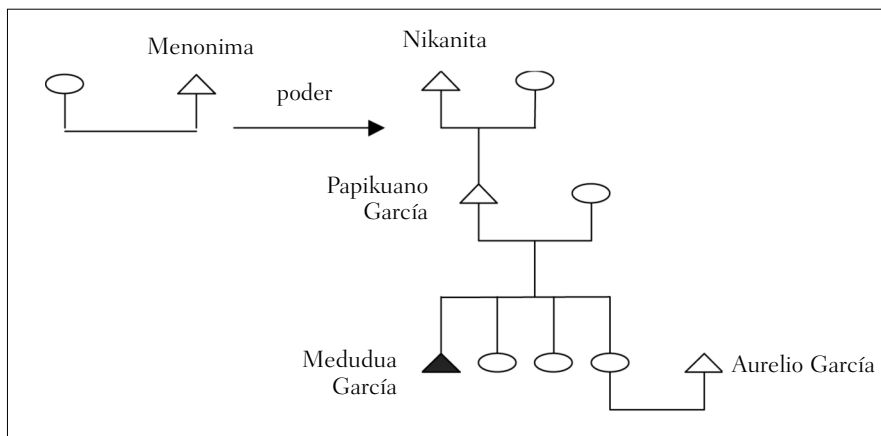 Menonima
Nikanita
poder
Papikuano
García
Medudua
García
Aurelio García